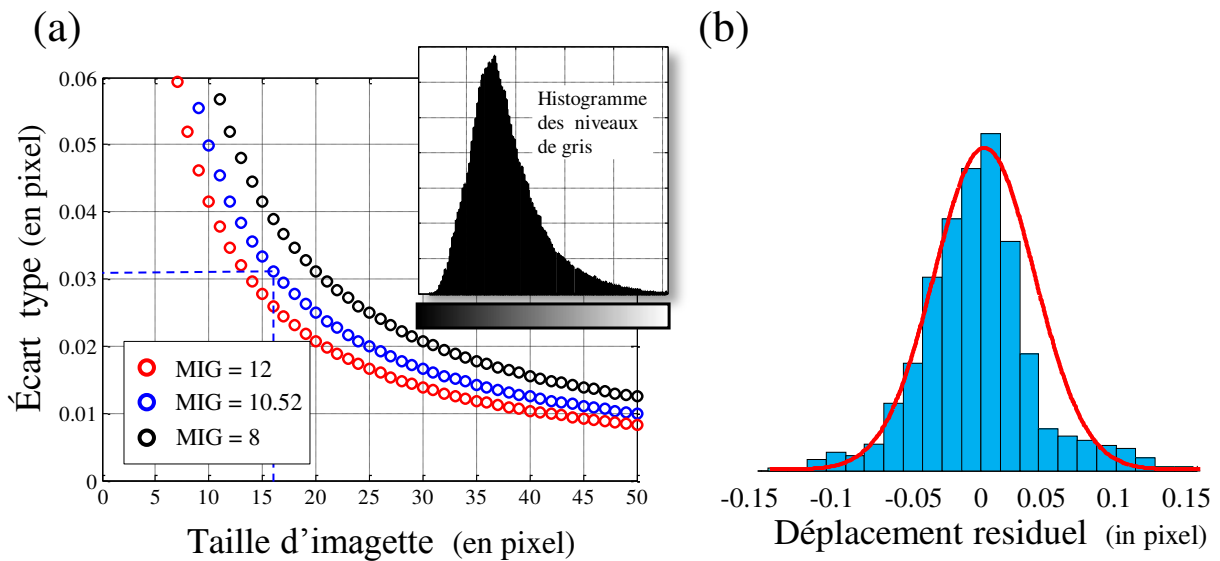 (a)
(b)
Histogramme
des niveaux
de gris
0.06
0.05
0.04
0.03
0.02
0.01
0
0 5 10 15 20 25 30 35 40 45 50
Écart type (en pixel)
MIG = 12
MIG = 10.52
MIG = 8
Taille d'imagette (en pixel)
-0.15 -0.1 -0.05 0 0.05 0.1 0.15
Déplacement residuel (in pixel)